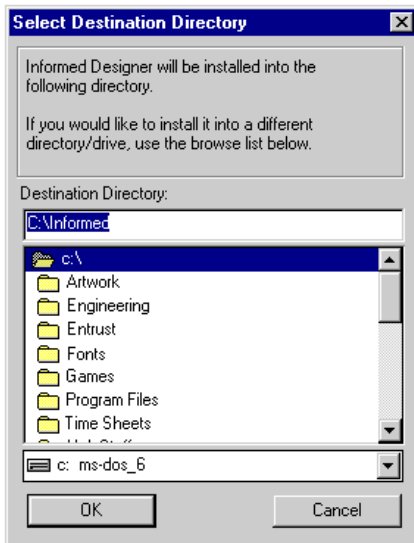 Select Destination Directory
Informed Designer will be installed into the
following directory.
If you would like to install it into a different
directory/drive, use the browse list below.
Destination Directory:
C:\Informed
c:\
Artwork
Engineering
Entrust
Fonts
Games
Program Files
Time Sheets
c: ms-dos_6
OK
Cancel